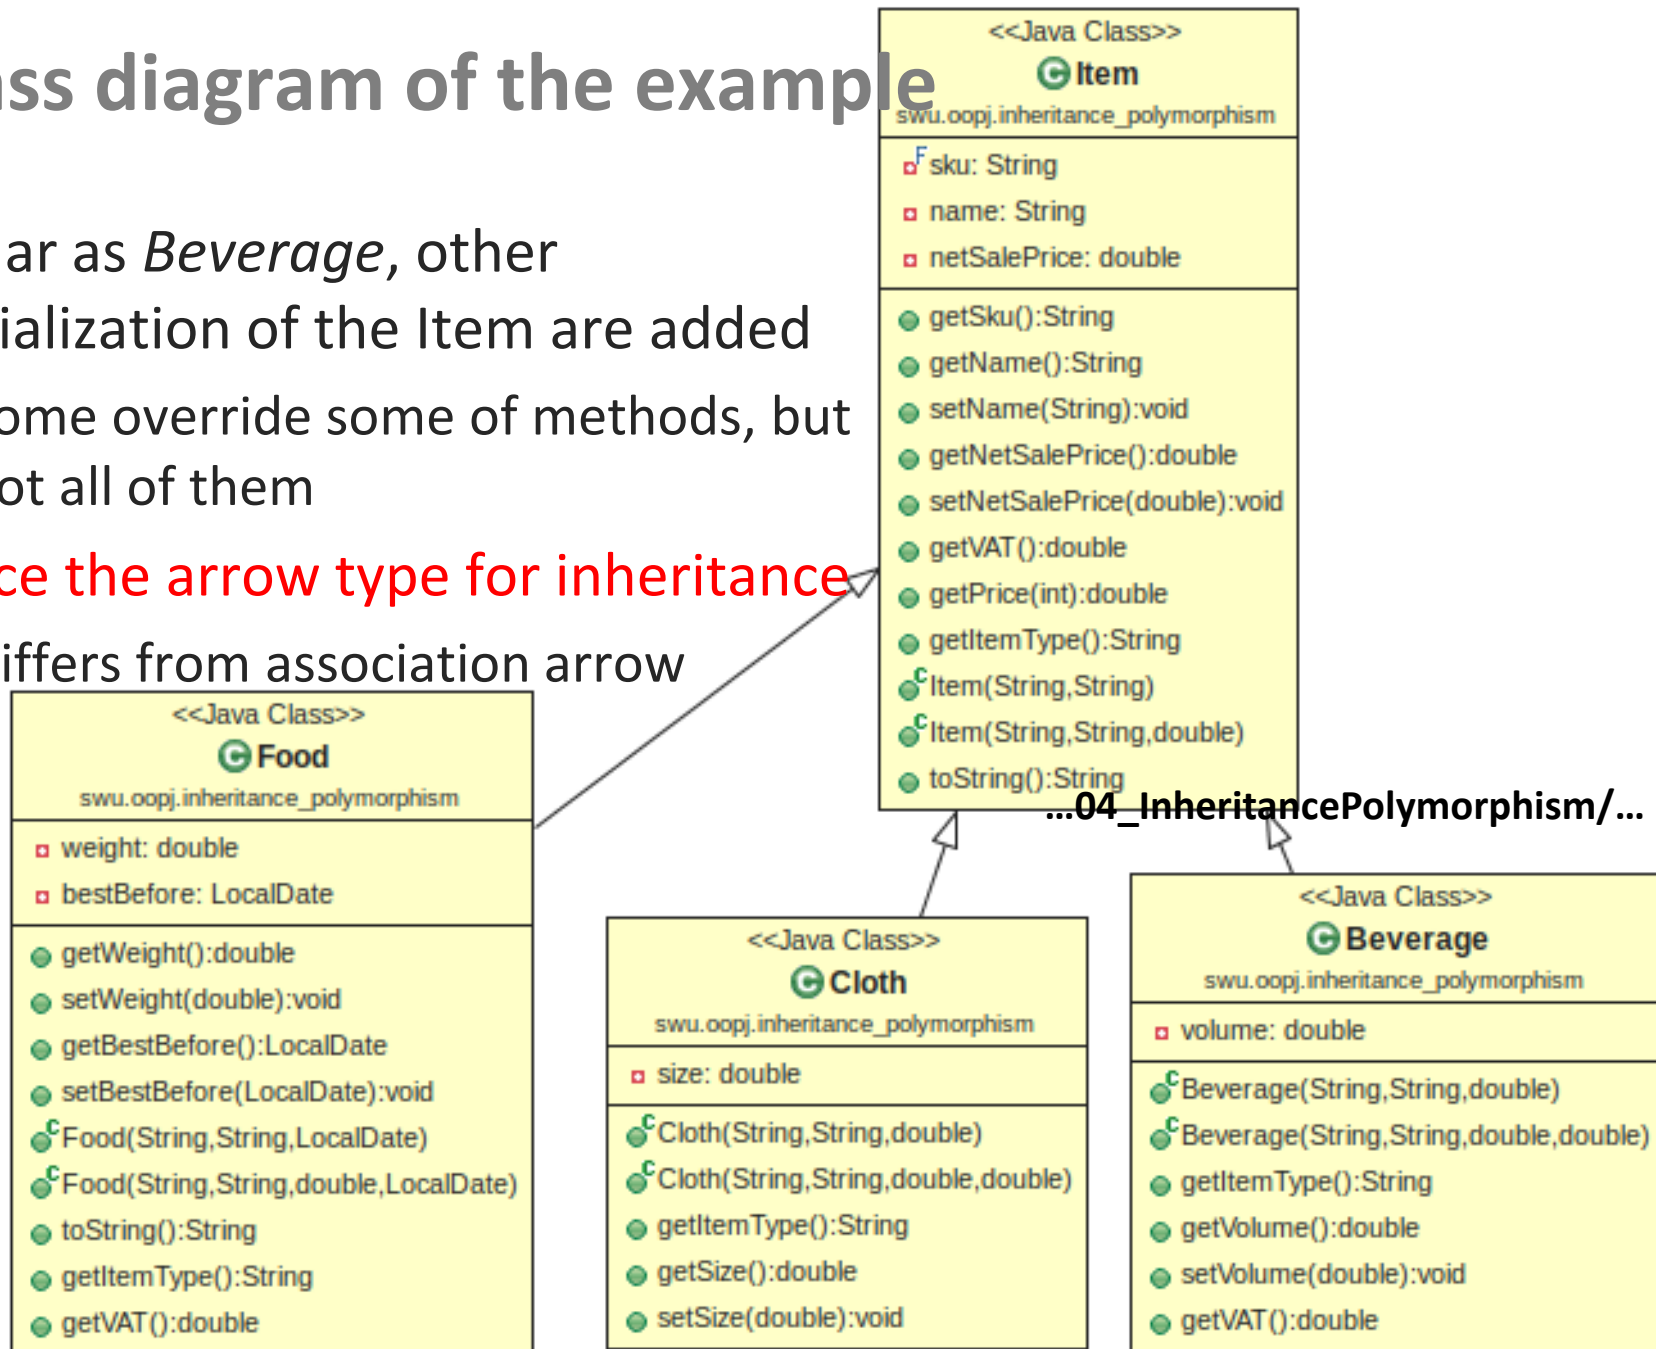 ass diagram of the example
ar as Beverage, other
ialization of the Item are added
ome override some of methods, but
ot all of them
ce the arrow type for inheritance
iffers from association arrow
<<Java Class>>
Item
swu.oopj.inheritance_polymorphism
F sku: String
name: String
netSalePrice: double
getSku():String
getName():String
setName(String):void
getNetSalePrice():double
setNetSalePrice(double):void
getVAT():double
getPrice(int):double
getItemType():String
C Item(String,String)
C Item(String,String,double)
toString():String
...04_InheritancePolymorphism/...
<<Java Class>>
Food
swu.oopj.inheritance_polymorphism
weight: double
bestBefore: LocalDate
getWeight():double
setWeight(double):void
getBestBefore():LocalDate
setBestBefore(LocalDate):void
C Food(String,String,LocalDate)
C Food(String,String,double,LocalDate)
toString():String
getItemType():String
getVAT():double
<<Java Class>>
Cloth
swu.oopj.inheritance_polymorphism
size: double
C Cloth(String,String,double)
C Cloth(String,String,double,double)
getItemType():String
getSize():double
setSize(double):void
<<Java Class>>
Beverage
swu.oopj.inheritance_polymorphism
volume: double
C Beverage(String,String,double)
C Beverage(String,String,double,double)
getItemType():String
getVolume():double
setVolume(double):void
getVAT():double